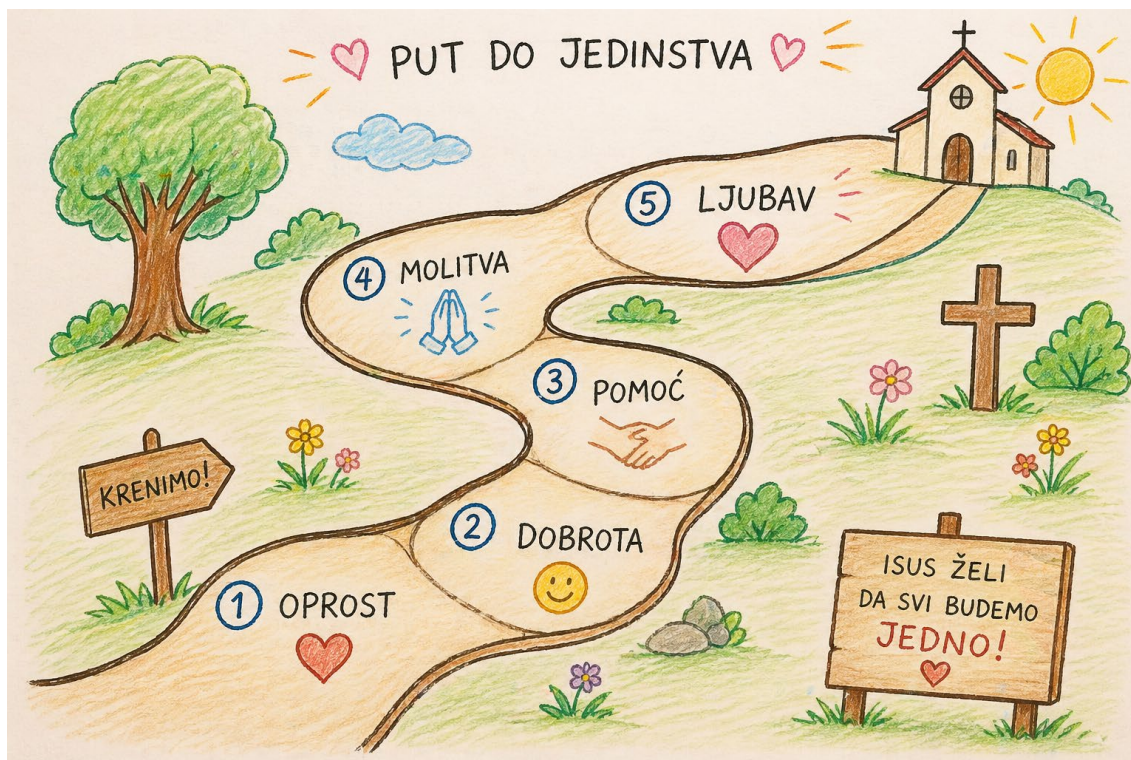 PUT DO JEDINSTVA
5 LJUBAV
4 MOLITVA
3 POMOĆ
KRENIMO!
2 DOBROTA
1 OPROST
ISUS ŽELI
DA SVI BUDEMO
JEDNO!